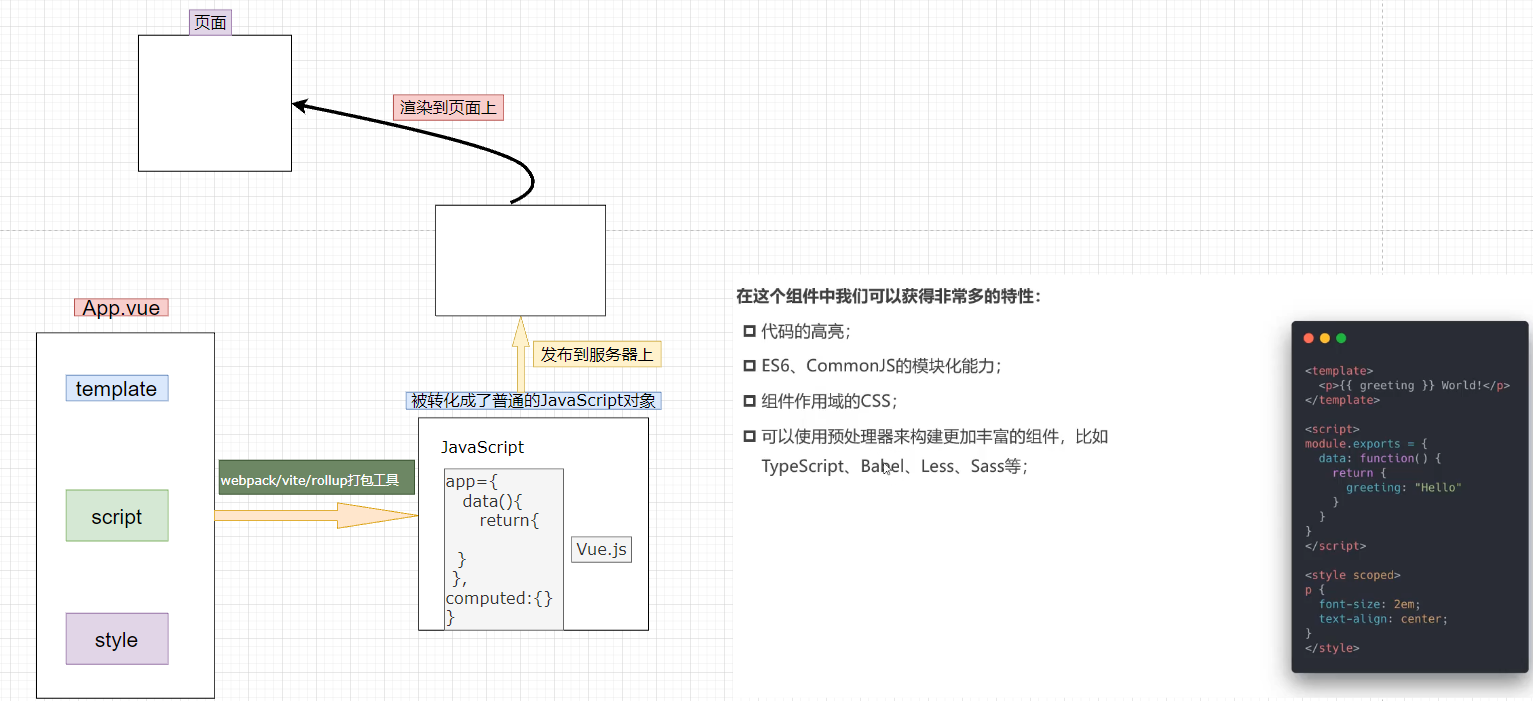 页面
渲染到页面上
App.vue
template
script
style
webpack/vite/rollup打包工具
发布到服务器上
被转化成了普通的JavaScript对象
JavaScript
app={
data(){
return{
}
},
computed:{}
}
Vue.js
在这个组件中我们可以获得非常多的特性：
代码的高亮；
ES6、CommonJS的模块化能力；
组件作用域的CSS；
可以使用预处理器来构建更加丰富的组件，比如
TypeScript、Babel、Less、Sass等；
<template>
<p>{{ greeting }} World!</p>
</template>
<script>
module.exports = {
data: function() {
return {
greeting: "Hello"
}
}
}
</script>
<style scoped>
p {
font-size: 2em;
text-align: center;
}
</style>